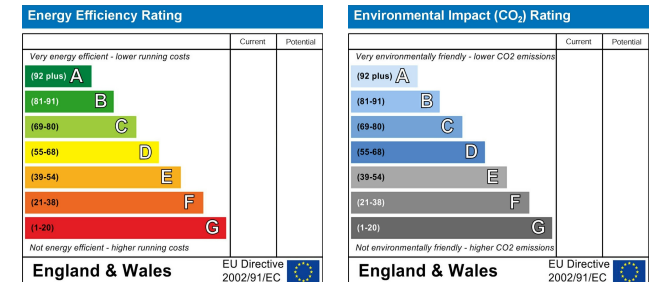 Energy Efficiency Rating
Current Potential
Very energy efficient - lower running costs
(92 plus) A
(81-91) B
(69-80) C
(55-68) D
(39-54) E
(21-38) F
(1-20) G
Not energy efficient - higher running costs
England & Wales
EU Directive
2002/91/EC
Environmental Impact (CO₂) Rating
Current Potential
Very environmentally friendly - lower CO2 emissions
(92 plus) A
(81-91) B
(69-80) C
(55-68) D
(39-54) E
(21-38) F
(1-20) G
Not environmentally friendly - higher CO2 emissions
England & Wales
EU Directive
2002/91/EC